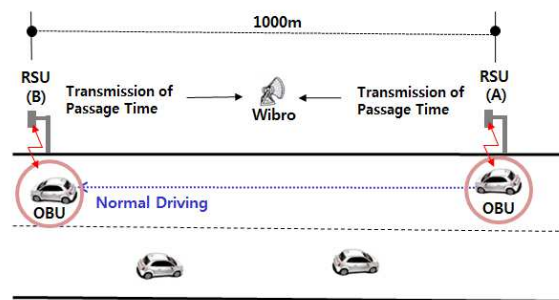 1000m
RSU
(B)
Transmission of
Passage Time
Wibro
Transmission of
Passage Time
RSU
(A)
OBU
Normal Driving
OBU